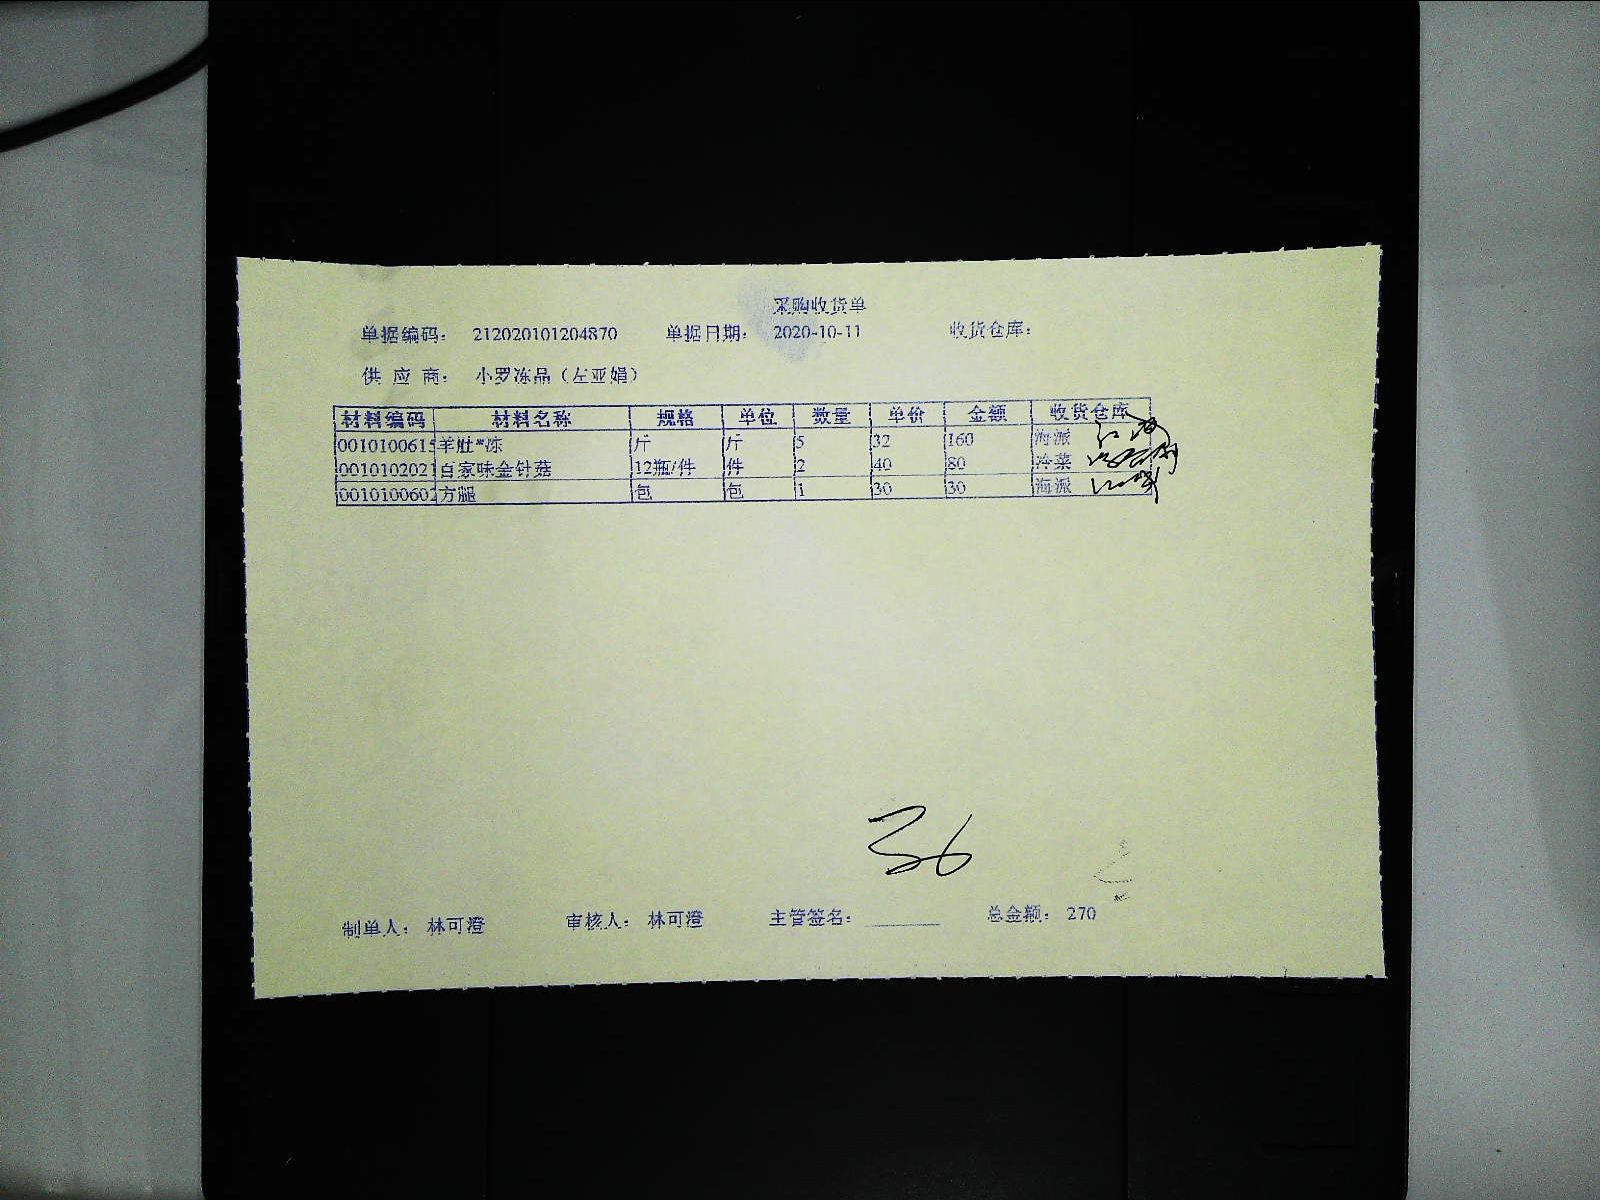 采购收货单
单据编码: 212020101204870 单据日期: 2020-10-11 收货仓库:
供 应 商: 小罗冻品(左亚娟)
材料编码 材料名称 规格 单位 数量 单价 金额 收货仓库
0010100615 羊肚*冻 斤 斤 5 32 160 海派
0010102021 百家味金针菇 12瓶/件 件 2 40 80 冷菜
0010100602 方腿 包 包 1 30 30 海派
36
制单人: 林可澄 审核人: 林可澄 主管签名: 总金额: 270